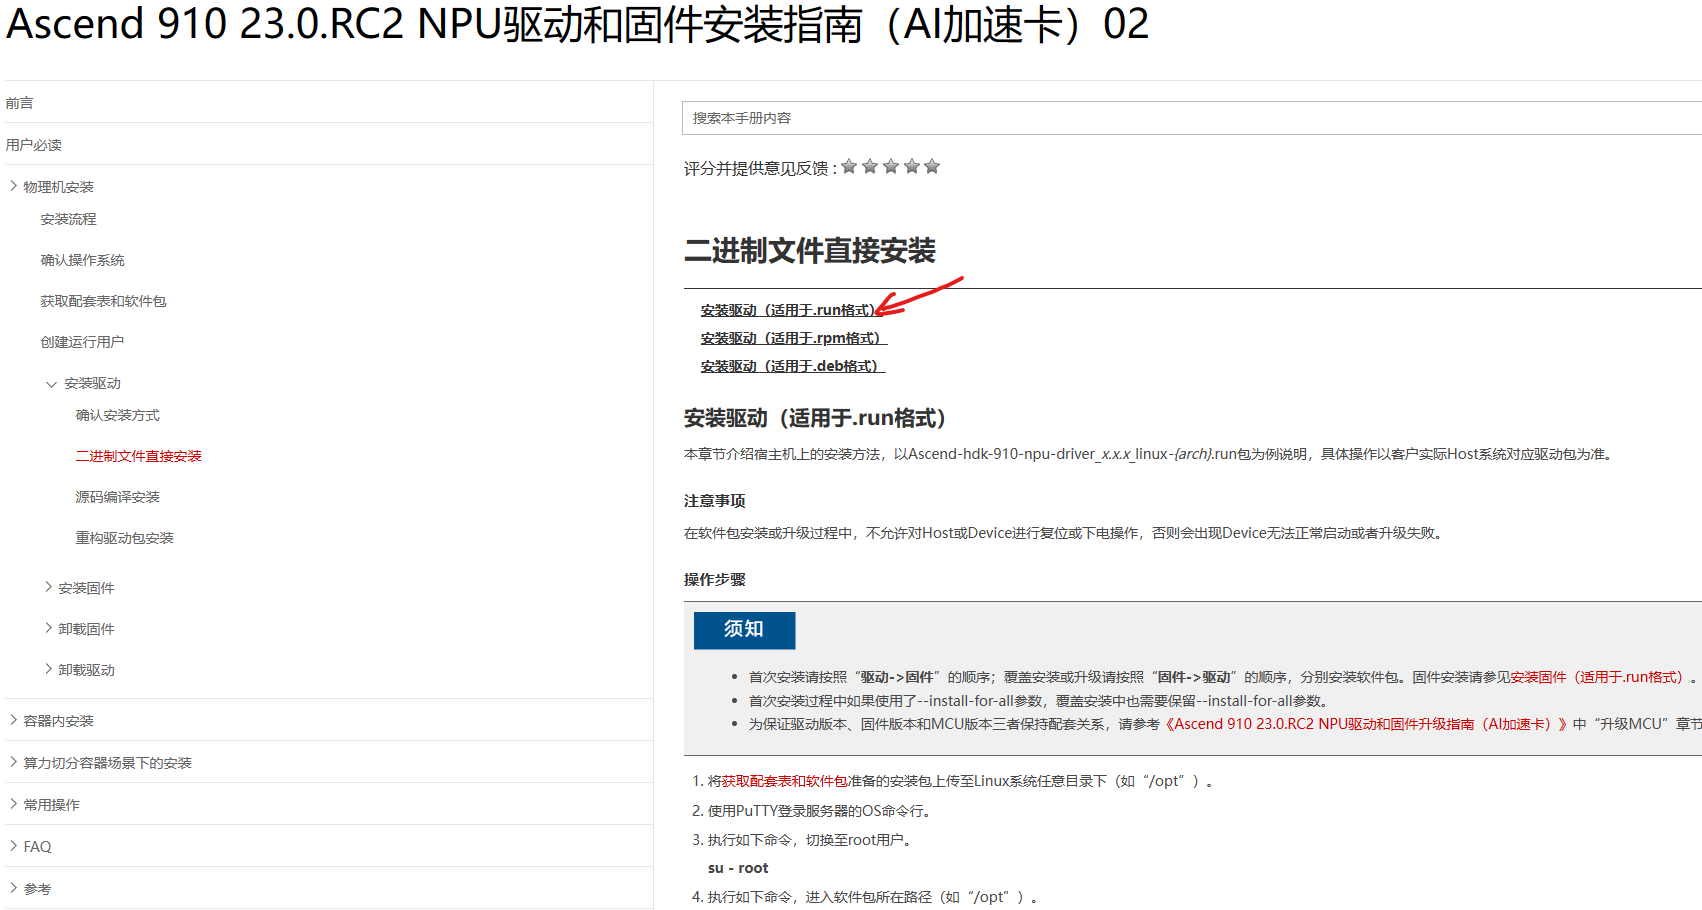 Ascend 910 23.0.RC2 NPU驱动和固件安装指南（AI加速卡）02
前言
用户必读
物理机安装
安装流程
确认操作系统
获取配套表和软件包
创建运行用户
安装驱动
确认安装方式
二进制文件直接安装
源码编译安装
重构驱动包安装
安装固件
卸载固件
卸载驱动
容器内安装
算力切分容器场景下的安装
常用操作
FAQ
参考
搜索本手册内容
评分并提供意见反馈 :
二进制文件直接安装
安装驱动（适用于.run格式）
安装驱动（适用于.rpm格式）
安装驱动（适用于.deb格式）
安装驱动（适用于.run格式）
本章节介绍宿主机上的安装方法，以Ascend-hdk-910-npu-driver_x.x.x_linux-{arch}.run包为例说明，具体操作以客户实际Host系统对应驱动包为准。
注意事项
在软件包安装或升级过程中，不允许对Host或Device进行复位或下电操作，否则会出现Device无法正常启动或者升级失败。
操作步骤
须知
• 首次安装请按照“驱动->固件”的顺序；覆盖安装或升级请按照“固件->驱动”的顺序，分别安装软件包。固件安装请参见安装固件（适用于.run格式）。
• 首次安装过程中如果使用了--install-for-all参数，覆盖安装中也需要保留--install-for-all参数。
• 为保证驱动版本、固件版本和MCU版本三者保持配套关系，请参考《Ascend 910 23.0.RC2 NPU驱动和固件升级指南（AI加速卡）》中“升级MCU”章节
1. 将获取配套表和软件包准备的安装包上传至Linux系统任意目录下（如“/opt”）。
2. 使用PuTTY登录服务器的OS命令行。
3. 执行如下命令，切换至root用户。
su - root
4. 执行如下命令，进入软件包所在路径（如“/opt”）。